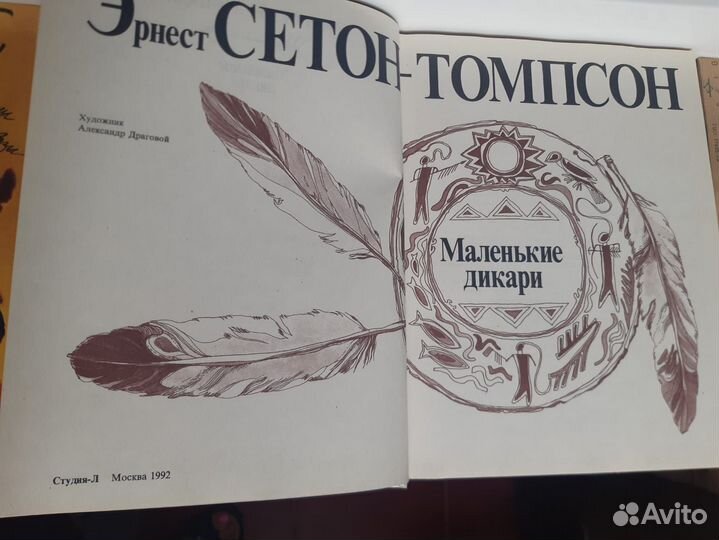 Эрнест СЕТОН-ТОМПСОН
Художник
Александр Драговой
Маленькие
дикари
Студия-Л Москва 1992
Avito